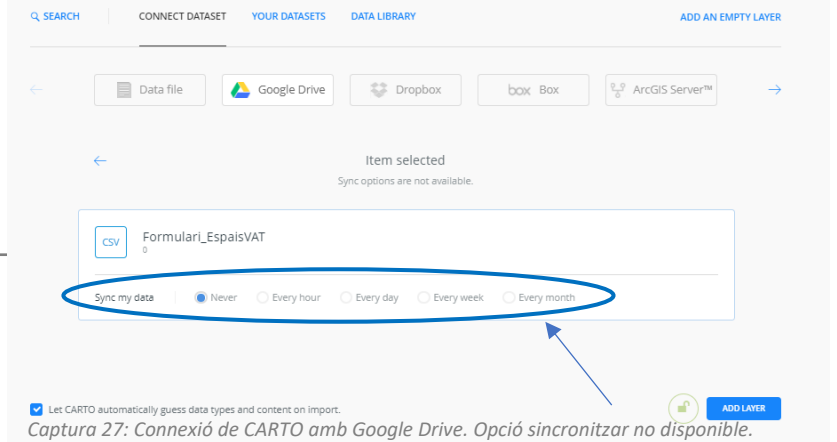 SEARCH CONNECT DATASET YOUR DATASETS DATA LIBRARY ADD AN EMPTY LAYER
Data file Google Drive Dropbox box Box ArcGIS Server™
Item selected
Sync options are not available.
CSV Formulari_EspaisVAT
0
Sync my data Never Every hour Every day Every week Every month
Let CARTO automatically guess data types and content on import. ADD LAYER
Captura 27: Connexió de CARTO amb Google Drive. Opció sincronitzar no disponible.